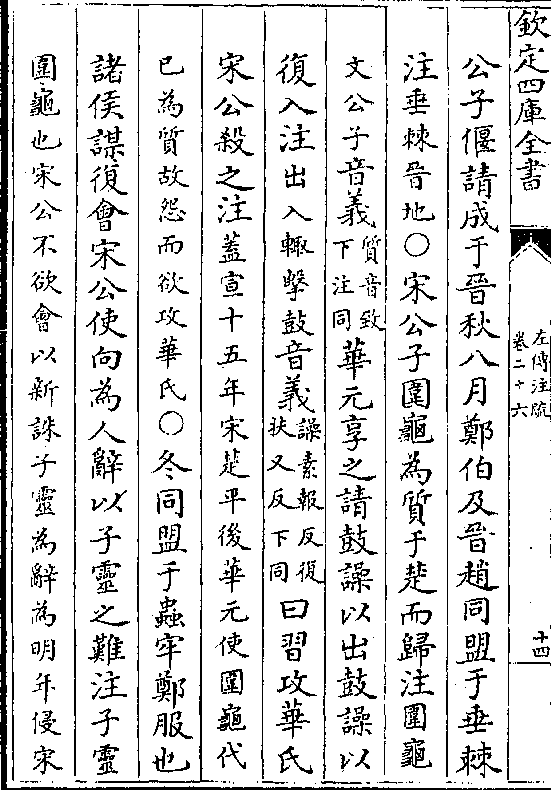 欽定四庫全書
左傳注疏
卷二十六
十四
公子偃請成于晉秋八月鄭伯及晉趙同盟于垂棘
注垂棘晉地○宋公子圍龜為質于楚而歸注圍龜
文公子音義質音致下注同華元享之請鼓譟以出鼓譟以
復入注出入輙擊鼓音義譟素報反復扶又反下同曰習攻華氏
宋公殺之注蓋宣十五年宋楚平後華元使圍龜代
已為質故怨而欲攻華氏○冬同盟于蟲牢鄭服也
諸侯謀復會宋公使向為人辭以子靈之難注子靈
圍龜也宋公不欲會以新誅子靈為辭為明年侵宋